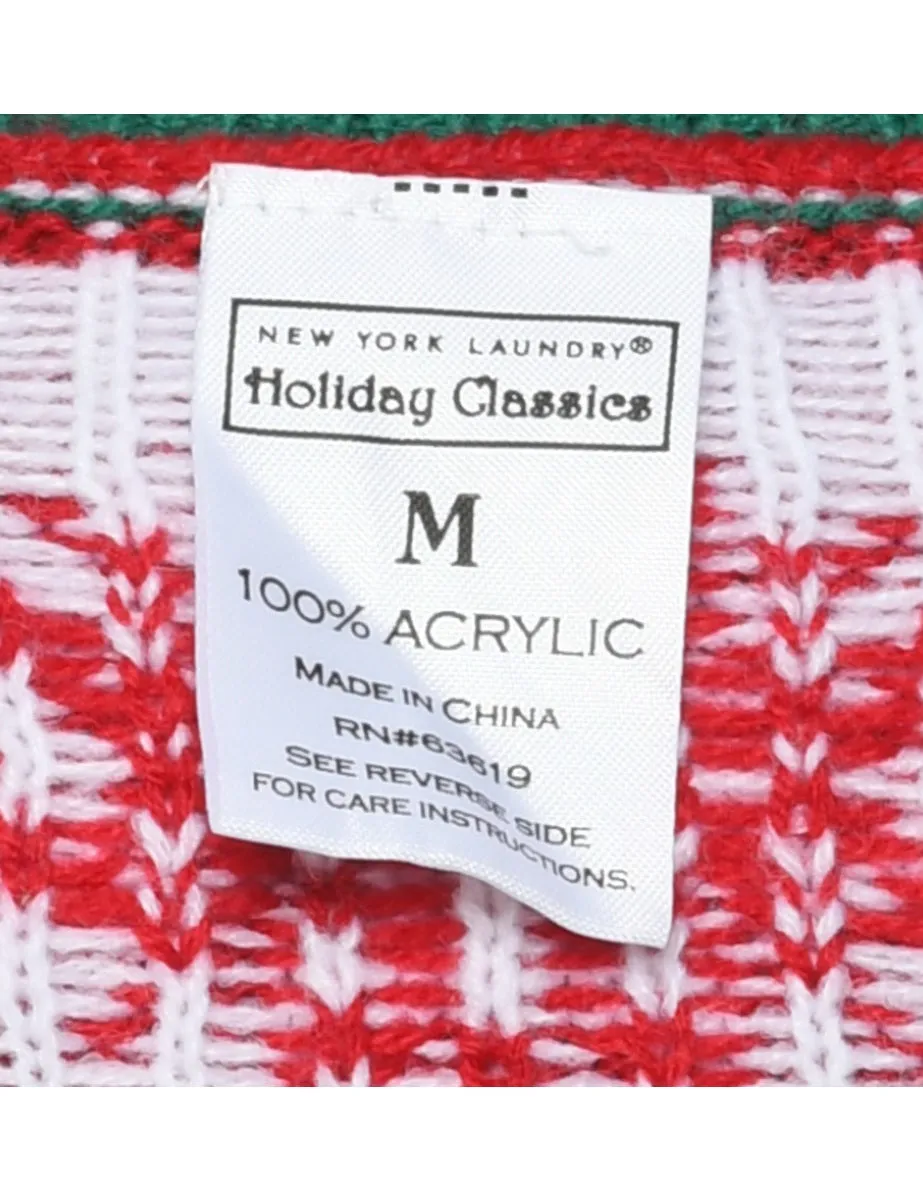 NEW YORK LAUNDRY®
Holiday Classics
M
100% ACRYLIC
MADE IN CHINA
RN#63619
SEE REVERSE SIDE
FOR CARE INSTRUCTIONS.